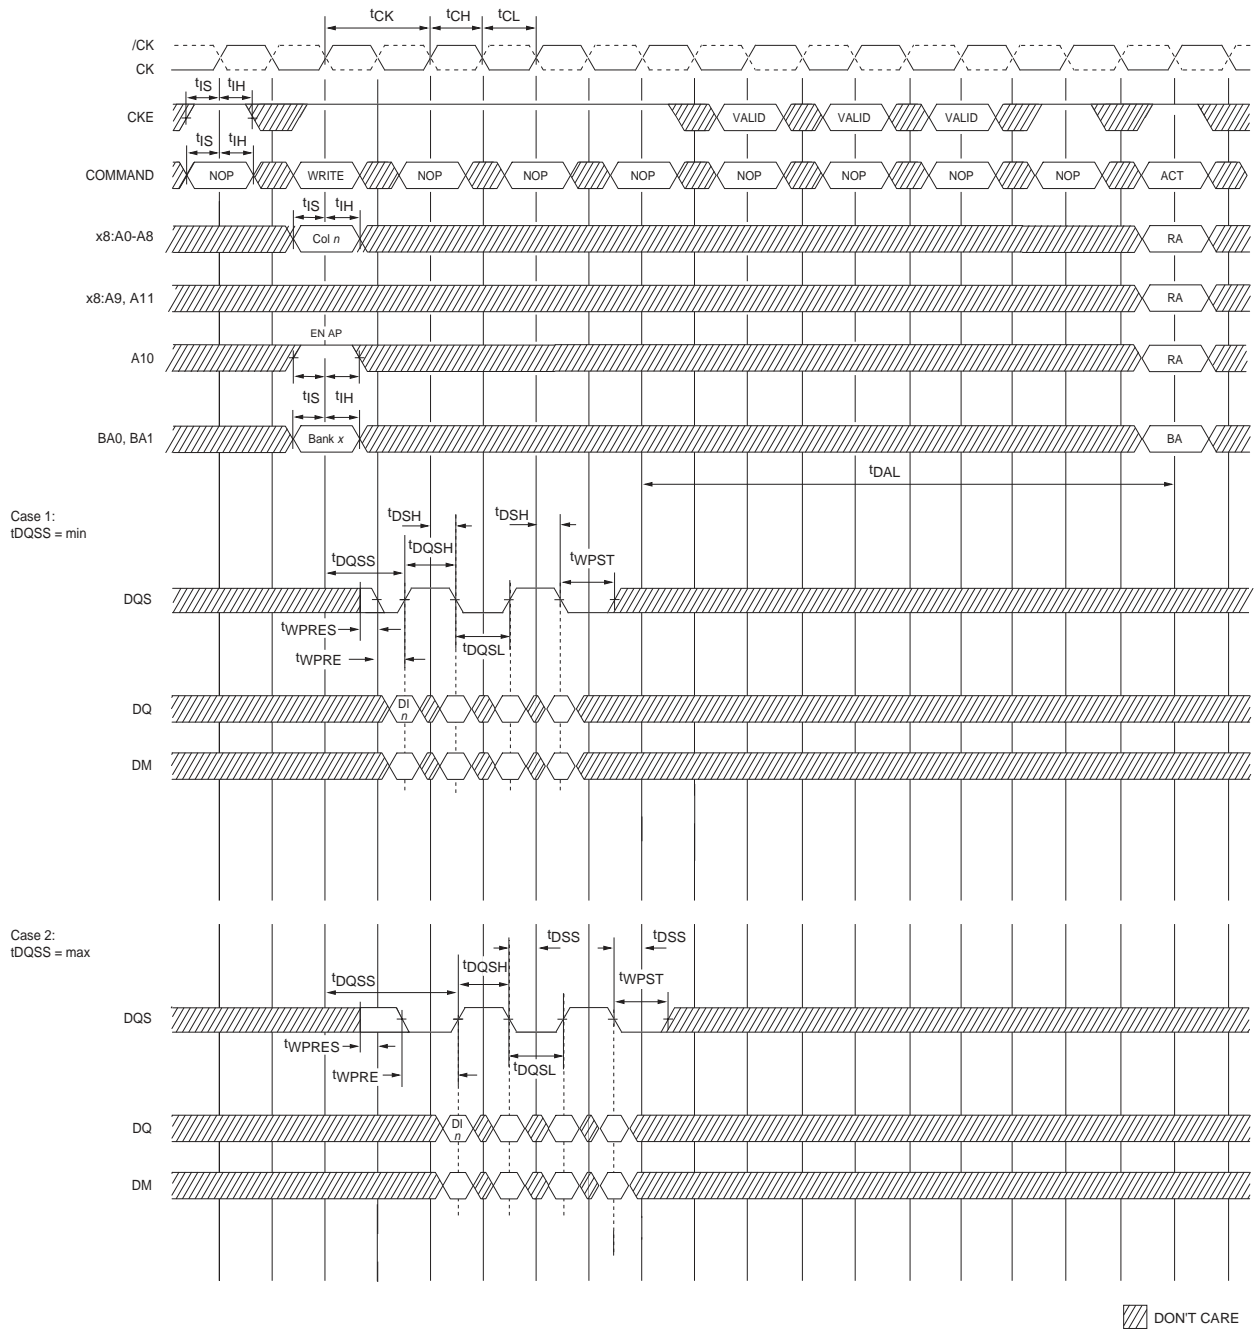 tCK tCH tCL
/CK
CK
tIS tIH
CKE VALID VALID VALID
tIS tIH
COMMAND NOP WRITE NOP NOP NOP NOP NOP NOP NOP ACT
tIS tIH
x8:A0-A8 Col n RA
x8:A9, A11 RA
EN AP
A10 RA
tIS tIH
BA0, BA1 Bank x BA
tDAL
Case 1:
tDQSS = min
tDSH tDSH
tDQSS tDQSH tWPST
DQS
tWPRES
tWPRE tDQSL
DQ DI n
DM
Case 2:
tDQSS = max
tDSS tDSS
tDQSS tDQSH tWPST
DQS
tWPRES
tWPRE tDQSL
DQ DI n
DM
DON'T CARE